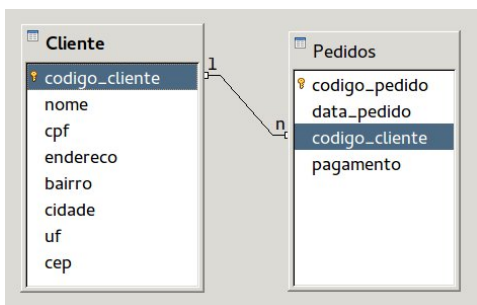 Cliente
codigo_cliente
nome
cpf
endereco
bairro
cidade
uf
cep
1
n
Pedidos
codigo_pedido
data_pedido
codigo_cliente
pagamento